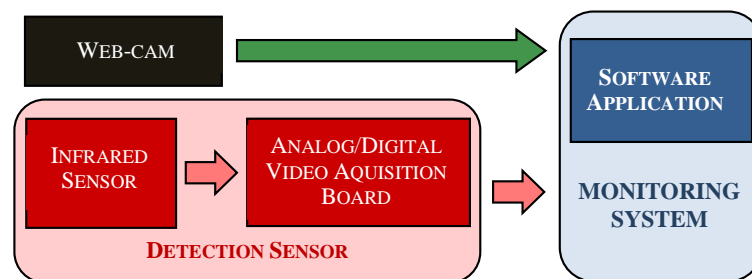 WEB-CAM
SOFTWARE
APPLICATION
INFRARED
SENSOR
ANALOG/DIGITAL
VIDEO AQUISITION
BOARD
MONITORING
SYSTEM
DETECTION SENSOR